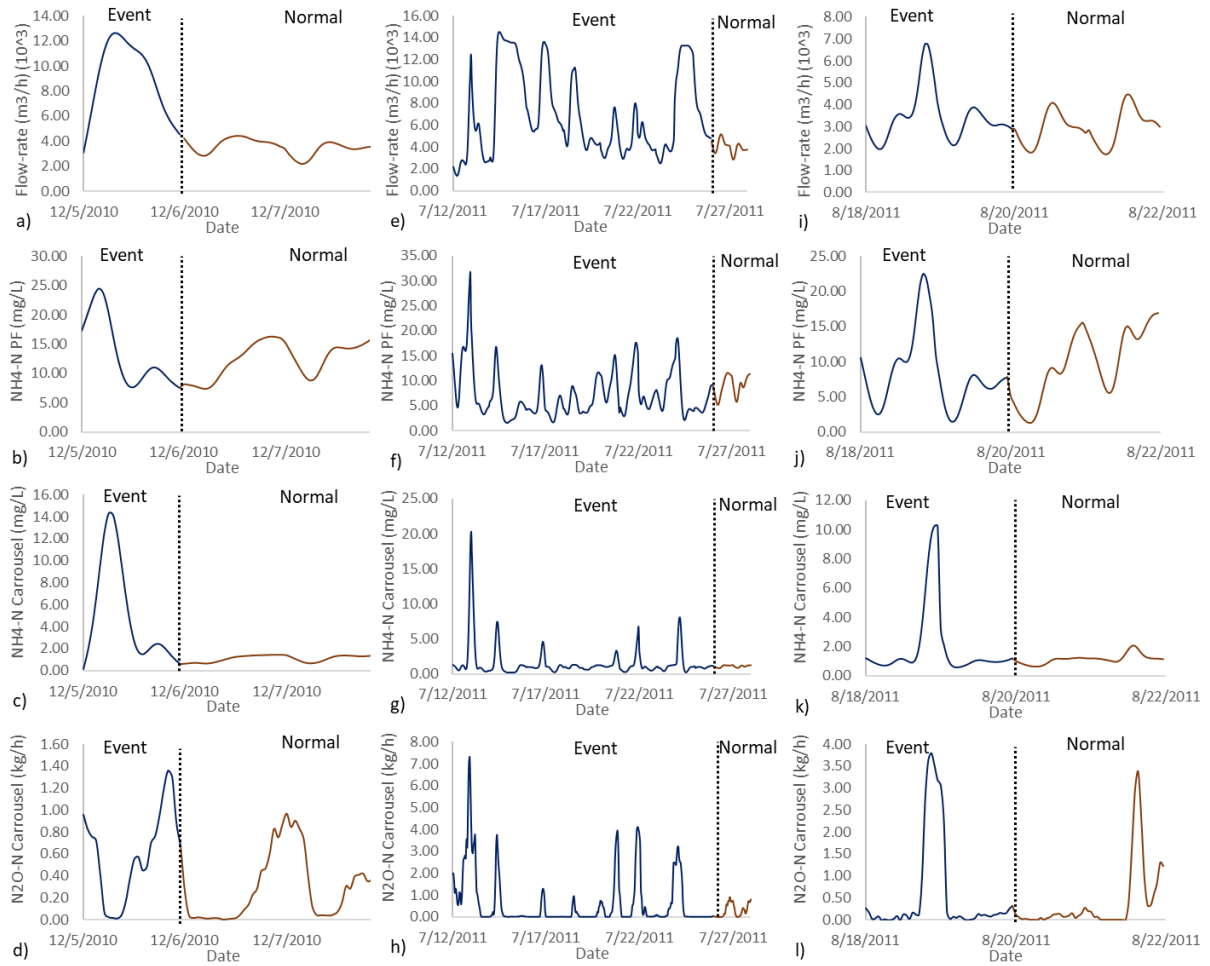 Flow-rate (m3/h) (10^3)
14.00
12.00
10.00
8.00
6.00
4.00
2.00
0.00
Event
Normal
12/5/2010
12/6/2010
12/7/2010
a)
Date
Flow-rate (m3/h) (10^3)
16.00
14.00
12.00
10.00
8.00
6.00
4.00
2.00
0.00
Event
Normal
7/12/2011
7/17/2011
7/22/2011
7/27/2011
e)
Date
Flow-rate (m3/h) (10^3)
8.00
7.00
6.00
5.00
4.00
3.00
2.00
1.00
0.00
Event
Normal
8/18/2011
8/20/2011
8/22/2011
i)
Date
NH4-N PF (mg/L)
30.00
25.00
20.00
15.00
10.00
5.00
0.00
Event
Normal
12/5/2010
12/6/2010
12/7/2010
b)
Date
NH4-N PF (mg/L)
35.00
30.00
25.00
20.00
15.00
10.00
5.00
0.00
Event
Normal
7/12/2011
7/17/2011
7/22/2011
7/27/2011
f)
Date
NH4-N PF (mg/L)
25.00
20.00
15.00
10.00
5.00
0.00
Event
Normal
8/18/2011
8/20/2011
8/22/2011
j)
Date
NH4-N Carrousel (mg/L)
16.00
14.00
12.00
10.00
8.00
6.00
4.00
2.00
0.00
Event
Normal
12/5/2010
12/6/2010
12/7/2010
c)
Date
NH4-N Carrousel (mg/L)
25.00
20.00
15.00
10.00
5.00
0.00
Event
Normal
7/12/2011
7/17/2011
7/22/2011
7/27/2011
g)
Date
NH4-N Carrousel (mg/L)
12.00
10.00
8.00
6.00
4.00
2.00
0.00
Event
Normal
8/18/2011
8/20/2011
8/22/2011
k)
Date
N2O-N Carrousel (kg/h)
1.60
1.40
1.20
1.00
0.80
0.60
0.40
0.20
0.00
Event
Normal
12/5/2010
12/6/2010
12/7/2010
d)
Date
N2O-N Carrousel (kg/h)
8.00
7.00
6.00
5.00
4.00
3.00
2.00
1.00
0.00
Event
Normal
7/12/2011
7/17/2011
7/22/2011
7/27/2011
h)
Date
N2O-N Carrousel (kg/h)
4.00
3.50
3.00
2.50
2.00
1.50
1.00
0.50
0.00
Event
Normal
8/18/2011
8/20/2011
8/22/2011
l)
Date